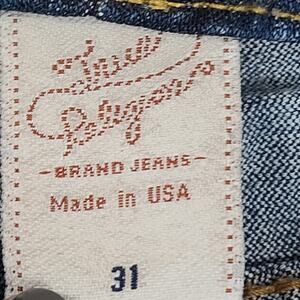 True
Religion
-BRAND JEANS-
Made in USA
31